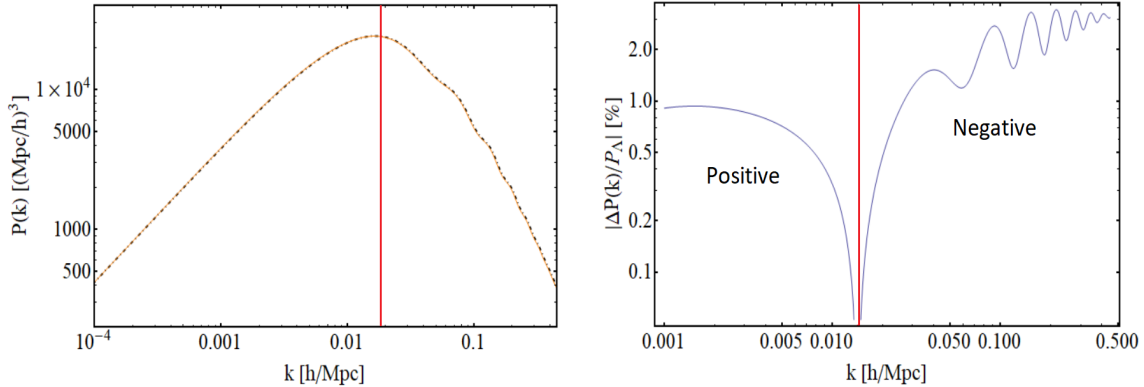 P(k) [(Mpc/h)³]
1×10⁴
5000
1000
500
10⁻⁴ 0.001 0.01 0.1
k [h/Mpc]
|ΔP(k)/P_Λ| [%]
2.0
1.0
0.5
0.1
Positive
Negative
0.001 0.005 0.010 0.050 0.100 0.500
k [h/Mpc]